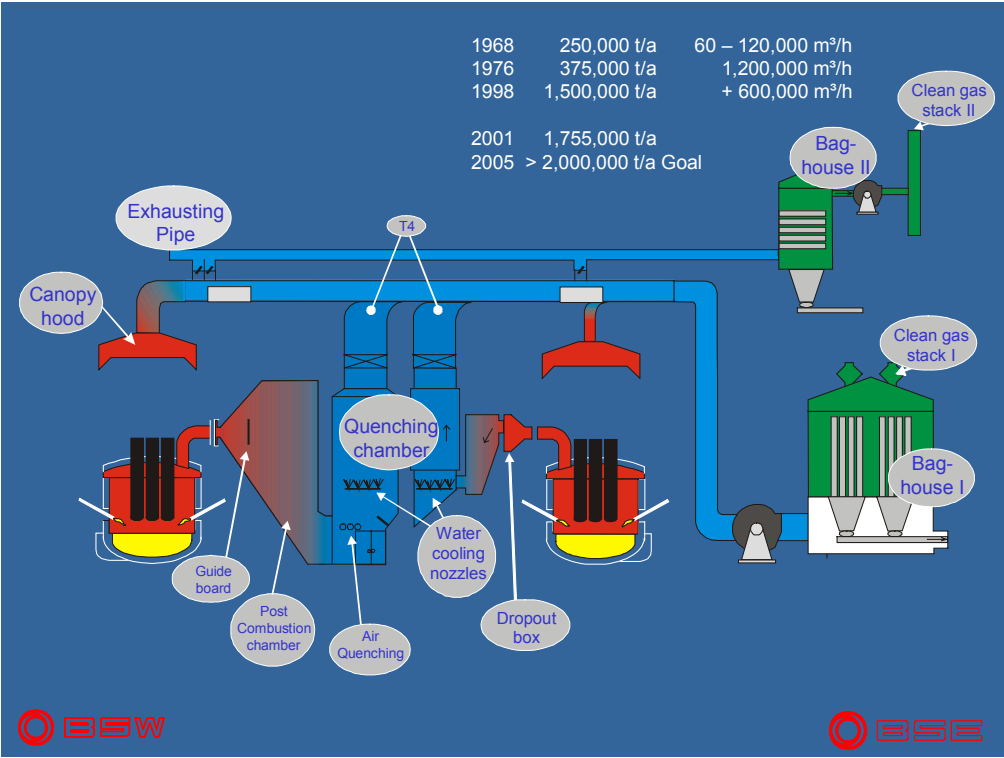 1968 250,000 t/a 60 – 120,000 m³/h
1976 375,000 t/a 1,200,000 m³/h
1998 1,500,000 t/a + 600,000 m³/h
2001 1,755,000 t/a
2005 > 2,000,000 t/a Goal
Clean gas
stack II
Bag-
house II
Exhausting
Pipe
T4
Canopy
hood
Clean gas
stack I
Quenching
chamber
Bag-
house I
Water
cooling
nozzles
Guide
board
Post
Combustion
chamber
Air
Quenching
Dropout
box
BSW
BSE